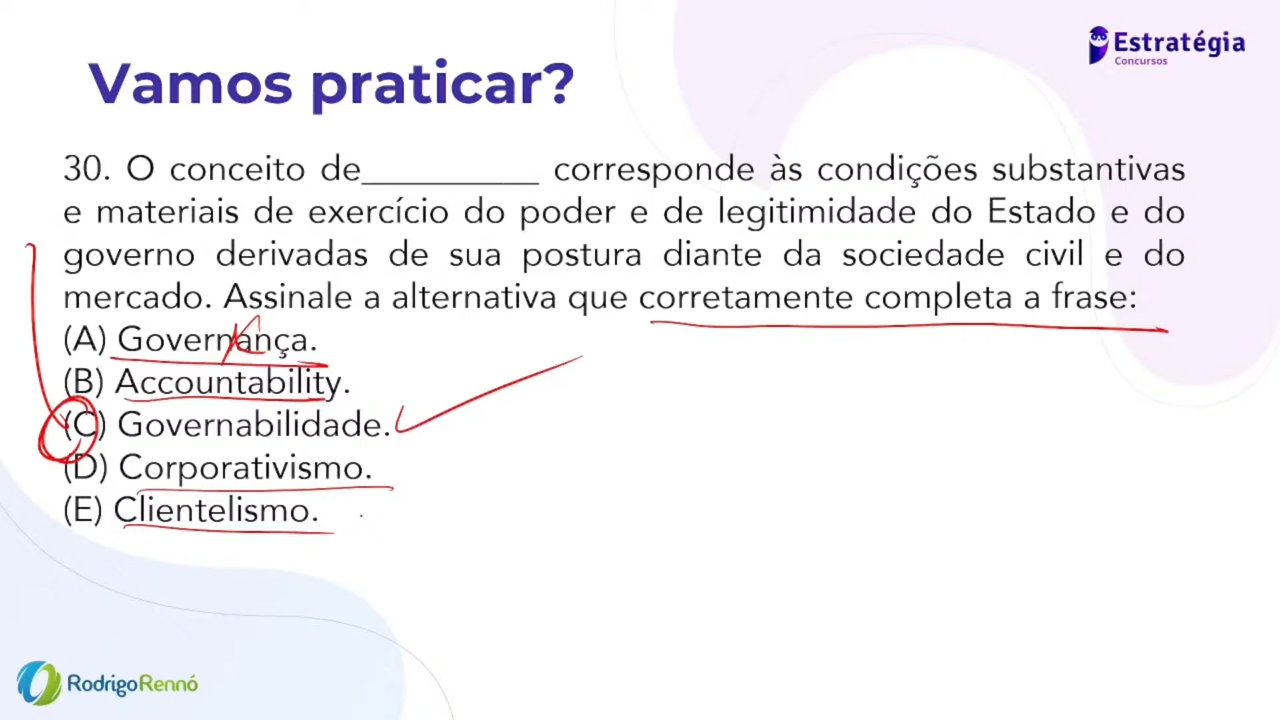 Estratégia
Concursos
Vamos praticar?
30. O conceito de__________ corresponde às condições substantivas
e materiais de exercício do poder e de legitimidade do Estado e do
governo derivadas de sua postura diante da sociedade civil e do
mercado. Assinale a alternativa que corretamente completa a frase:
(A) Governança.
(B) Accountability.
(C) Governabilidade.
(D) Corporativismo.
(E) Clientelismo.
RodrigoRennó